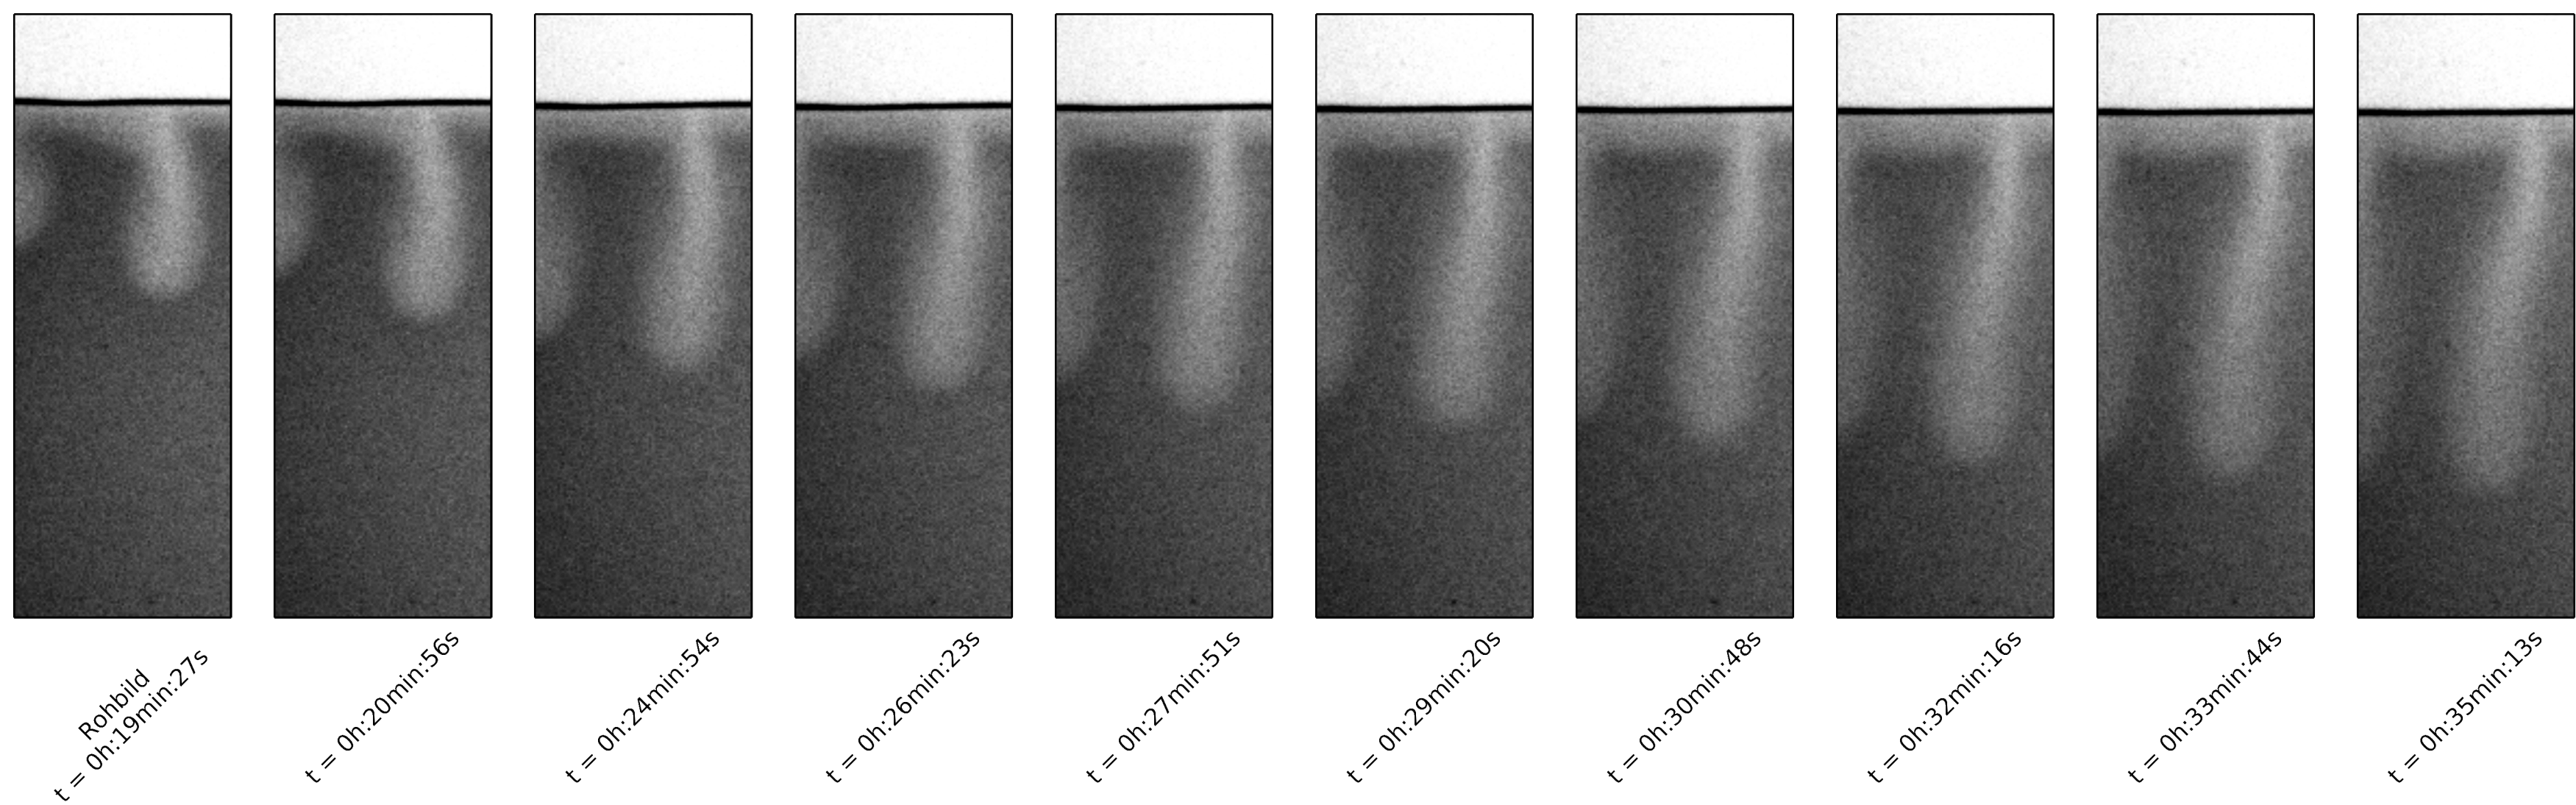 Rohbild
t = 0h:19min:27s
t = 0h:20min:56s
t = 0h:24min:54s
t = 0h:26min:23s
t = 0h:27min:51s
t = 0h:29min:20s
t = 0h:30min:48s
t = 0h:32min:16s
t = 0h:33min:44s
t = 0h:35min:13s